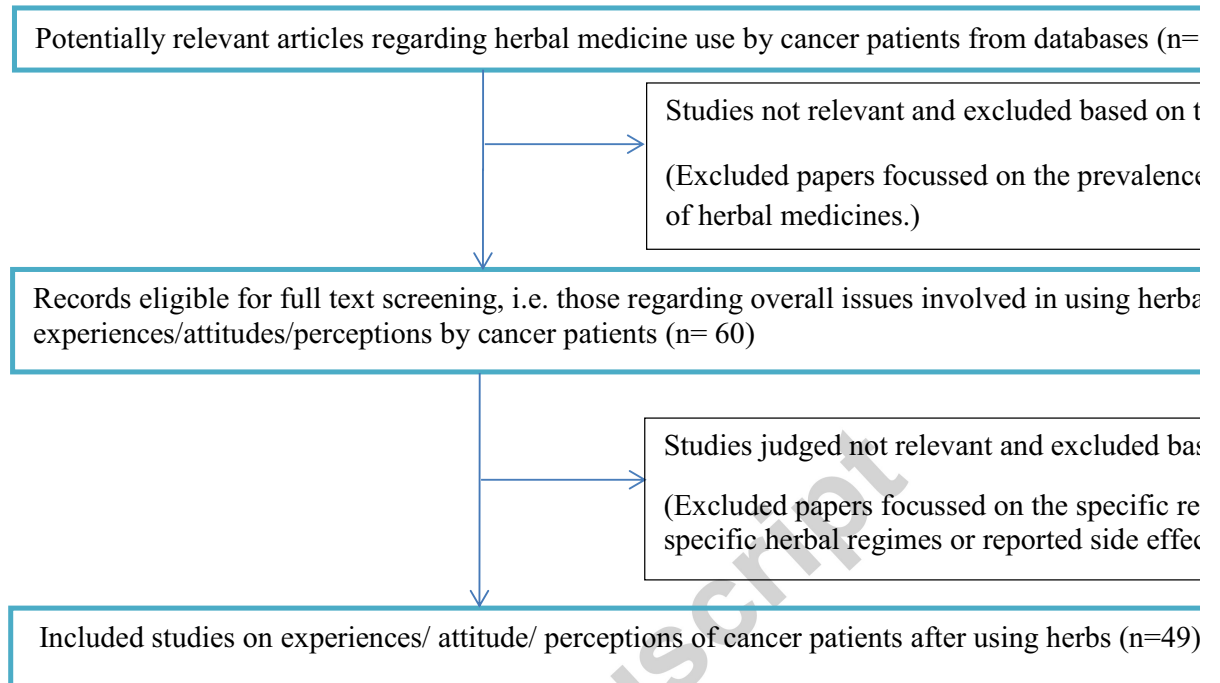 Potentially relevant articles regarding herbal medicine use by cancer patients from databases (n=
Studies not relevant and excluded based on t
(Excluded papers focussed on the prevalence
of herbal medicines.)
Records eligible for full text screening, i.e. those regarding overall issues involved in using herba
experiences/attitudes/perceptions by cancer patients (n= 60)
Studies judged not relevant and excluded bas
(Excluded papers focussed on the specific re
specific herbal regimes or reported side effec
Included studies on experiences/ attitude/ perceptions of cancer patients after using herbs (n=49)
uscript